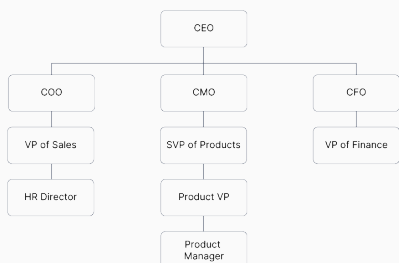 CEO
COO
CMO
CFO
VP of Sales
SVP of Products
VP of Finance
HR Director
Product VP
Product
Manager